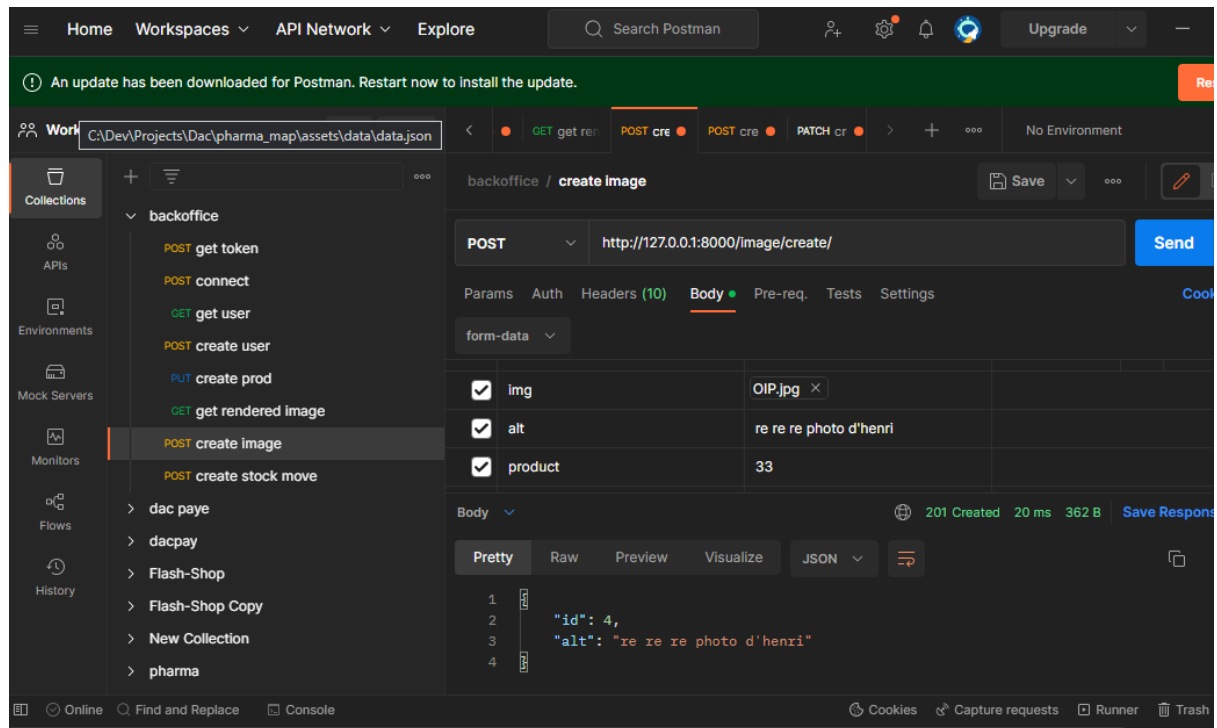 Home Workspaces API Network Explore Search Postman Upgrade
An update has been downloaded for Postman. Restart now to install the update. Re
Work C:\Dev\Projects\Dac\pharma_map\assets\data\data.json GET get ren POST cre POST cre PATCH cr No Environment
Collections
APIs
Environments
Mock Servers
Monitors
Flows
History
backoffice
POST get token
POST connect
GET get user
POST create user
PUT create prod
GET get rendered image
POST create image
POST create stock move
dac paye
dacpay
Flash-Shop
Flash-Shop Copy
New Collection
pharma
backoffice / create image Save
POST http://127.0.0.1:8000/image/create/ Send
Params Auth Headers (10) Body Pre-req. Tests Settings Cook
form-data
img OIP.jpg
alt re re re photo d'henri
product 33
Body 201 Created 20 ms 362 B Save Respons
Pretty Raw Preview Visualize JSON
1 {
2 "id": 4,
3 "alt": "re re re photo d'henri"
4 }
Online Find and Replace Console Cookies Capture requests Runner Trash